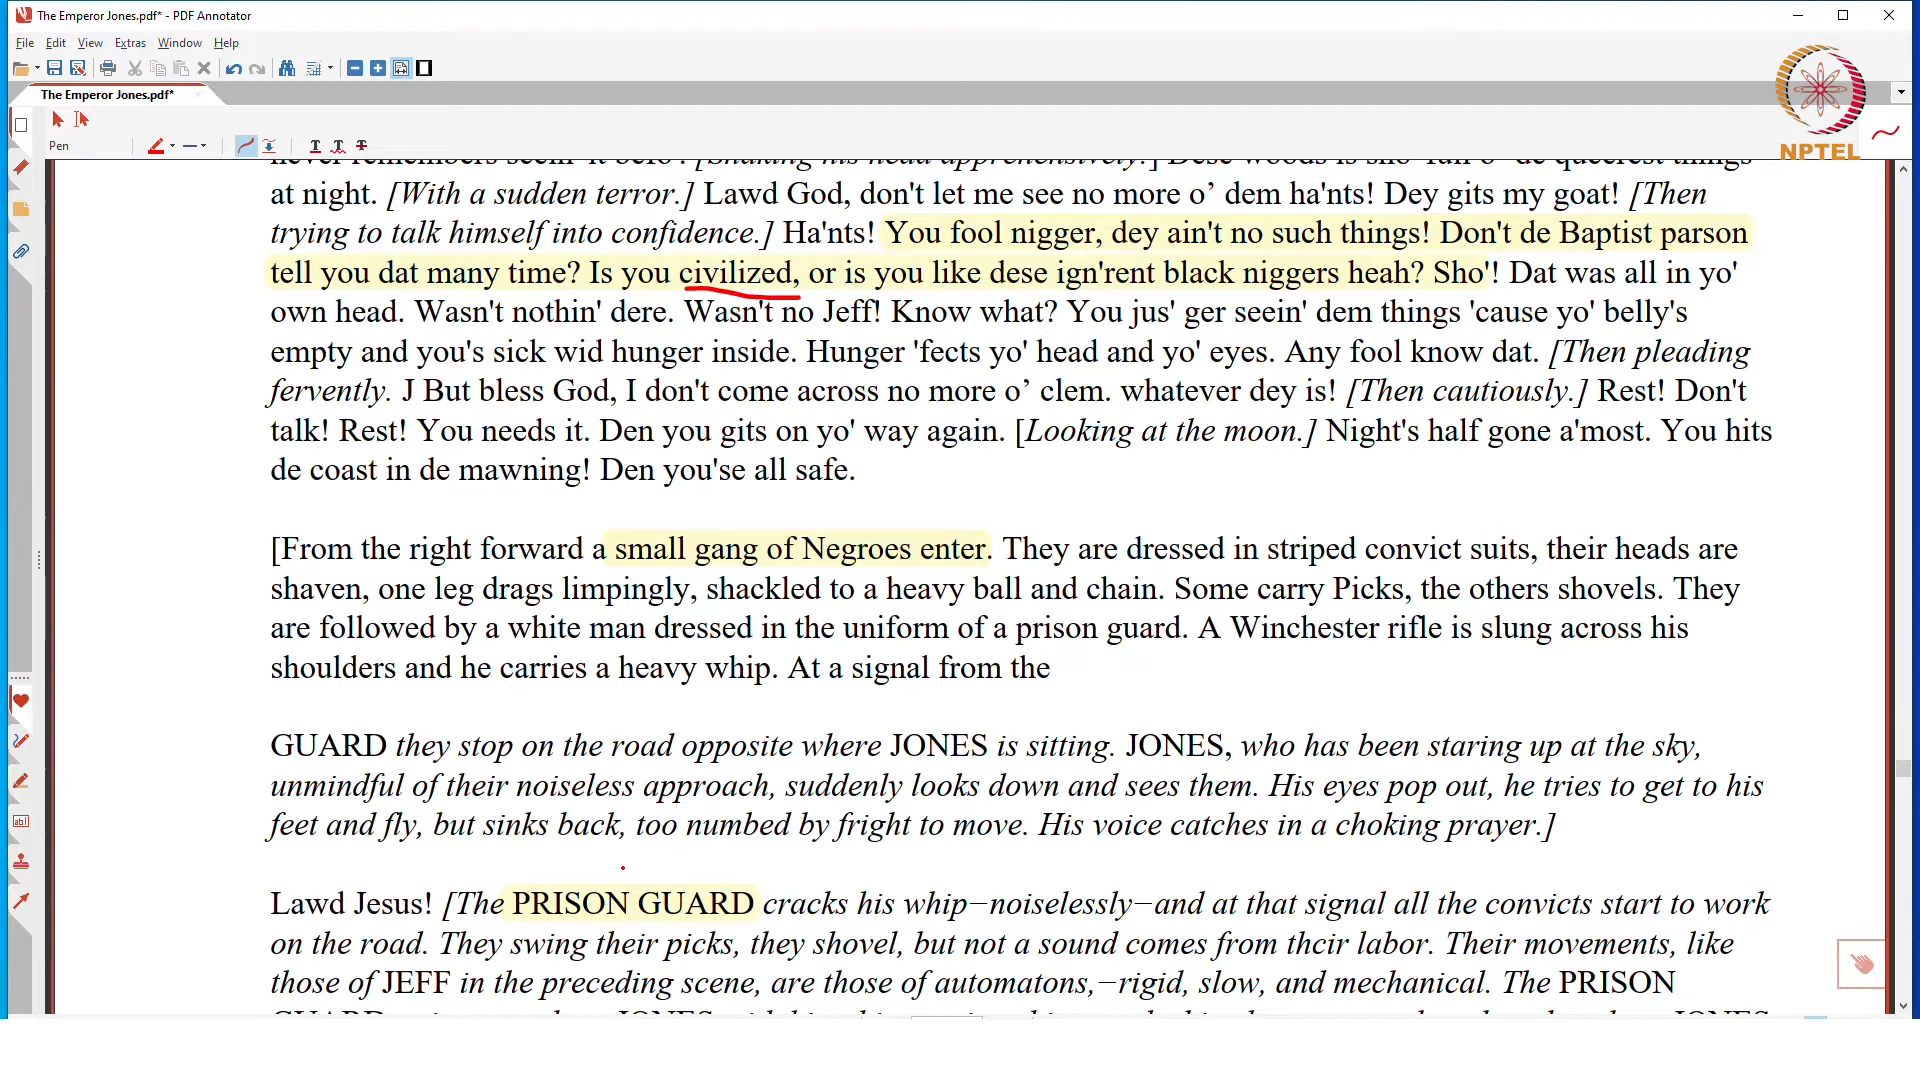 The Emperor Jones.pdf* - PDF Annotator
File Edit View Extras Window Help
The Emperor Jones.pdf*
Pen
NPTEL
never remembers seein' it befo'! [Shaking his head apprehensively.] Dese woods is sho' full o' de queerest things
at night. [With a sudden terror.] Lawd God, don't let me see no more o’ dem ha'nts! Dey gits my goat! [Then
trying to talk himself into confidence.] Ha'nts! You fool nigger, dey ain't no such things! Don't de Baptist parson
tell you dat many time? Is you civilized, or is you like dese ign'rent black niggers heah? Sho'! Dat was all in yo'
own head. Wasn't nothin' dere. Wasn't no Jeff! Know what? You jus' ger seein' dem things 'cause yo' belly's
empty and you's sick wid hunger inside. Hunger 'fects yo' head and yo' eyes. Any fool know dat. [Then pleading
fervently. J But bless God, I don't come across no more o’ clem. whatever dey is! [Then cautiously.] Rest! Don't
talk! Rest! You needs it. Den you gits on yo' way again. [Looking at the moon.] Night's half gone a'most. You hits
de coast in de mawning! Den you'se all safe.
[From the right forward a small gang of Negroes enter. They are dressed in striped convict suits, their heads are
shaven, one leg drags limpingly, shackled to a heavy ball and chain. Some carry Picks, the others shovels. They
are followed by a white man dressed in the uniform of a prison guard. A Winchester rifle is slung across his
shoulders and he carries a heavy whip. At a signal from the
GUARD they stop on the road opposite where JONES is sitting. JONES, who has been staring up at the sky,
unmindful of their noiseless approach, suddenly looks down and sees them. His eyes pop out, he tries to get to his
feet and fly, but sinks back, too numbed by fright to move. His voice catches in a choking prayer.]
Lawd Jesus! [The PRISON GUARD cracks his whip−noiselessly−and at that signal all the convicts start to work
on the road. They swing their picks, they shovel, but not a sound comes from thcir labor. Their movements, like
those of JEFF in the preceding scene, are those of automatons,−rigid, slow, and mechanical. The PRISON